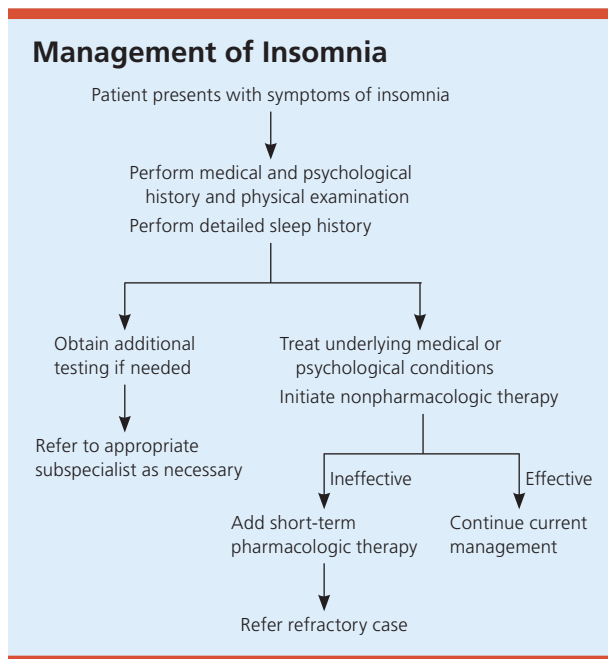 Management of Insomnia
Patient presents with symptoms of insomnia
Perform medical and psychological
history and physical examination
Perform detailed sleep history
Obtain additional
testing if needed
Refer to appropriate
subspecialist as necessary
Treat underlying medical or
psychological conditions
Initiate nonpharmacologic therapy
Ineffective
Effective
Add short-term
pharmacologic therapy
Continue current
management
Refer refractory case